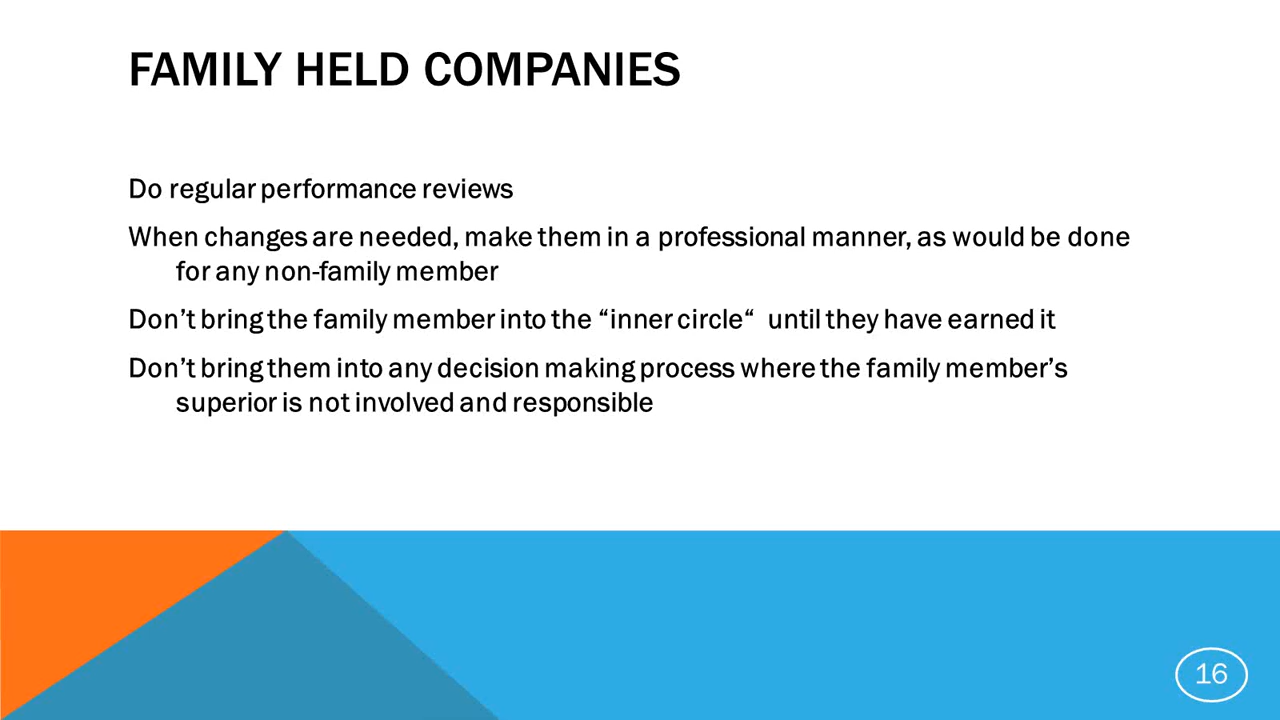 FAMILY HELD COMPANIES
Do regular performance reviews
When changes are needed, make them in a professional manner, as would be done
for any non-family member
Don’t bring the family member into the “inner circle“ until they have earned it
Don’t bring them into any decision making process where the family member’s
superior is not involved and responsible
16